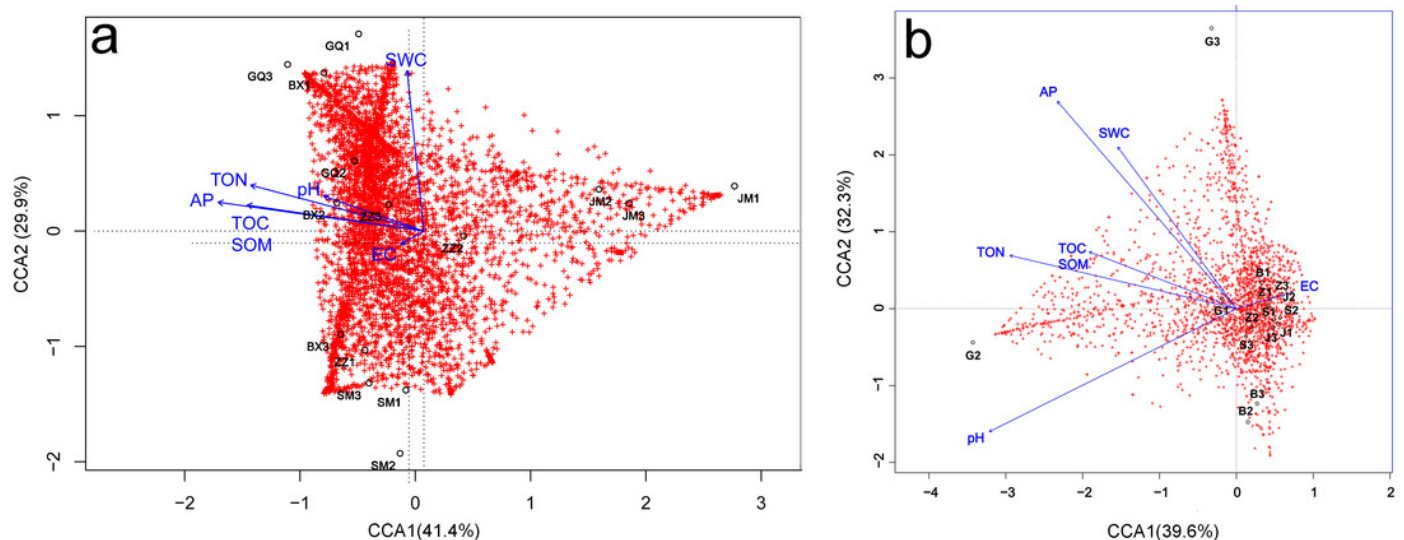 a
GQ1
SWC
GQ3
BX1
GQ2
TON
pH
AP
BX2
ZZ3
TOC
SOM
EC
ZZ2
JM2
JM3
JM1
BX3
ZZ1
SM3
SM1
SM2
1
0
−1
−2
−2
−1
0
1
2
3
CCA2 (29.9%)
CCA1(41.4%)
b
G3
AP
SWC
TON
TOC
SOM
B1
Z3
EC
Z1
J2
G1
Z2
S1
S2
J1
J3
S3
G2
B3
B2
pH
3
2
1
0
−1
−2
−4
−3
−2
−1
0
1
2
CCA2 (32.3%)
CCA1(39.6%)